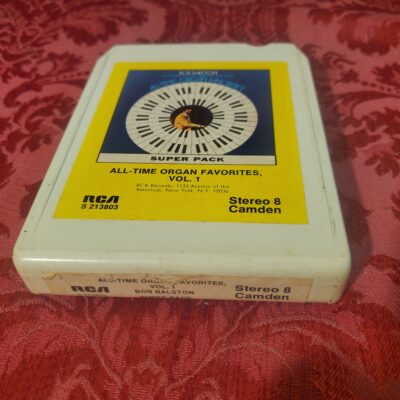 BOB RALSTON
SUPER PACK
ALL-TIME ORGAN FAVORITES,
VOL. 1
RCA Records, 1133 Avenue of the
Americas, New York, N.Y. 10036
RCA
S 213803
Stereo 8
Camden
ALL-TIME ORGAN FAVORITES,
VOL. 1
BOB RALSTON
RCA
Stereo 8
Camden